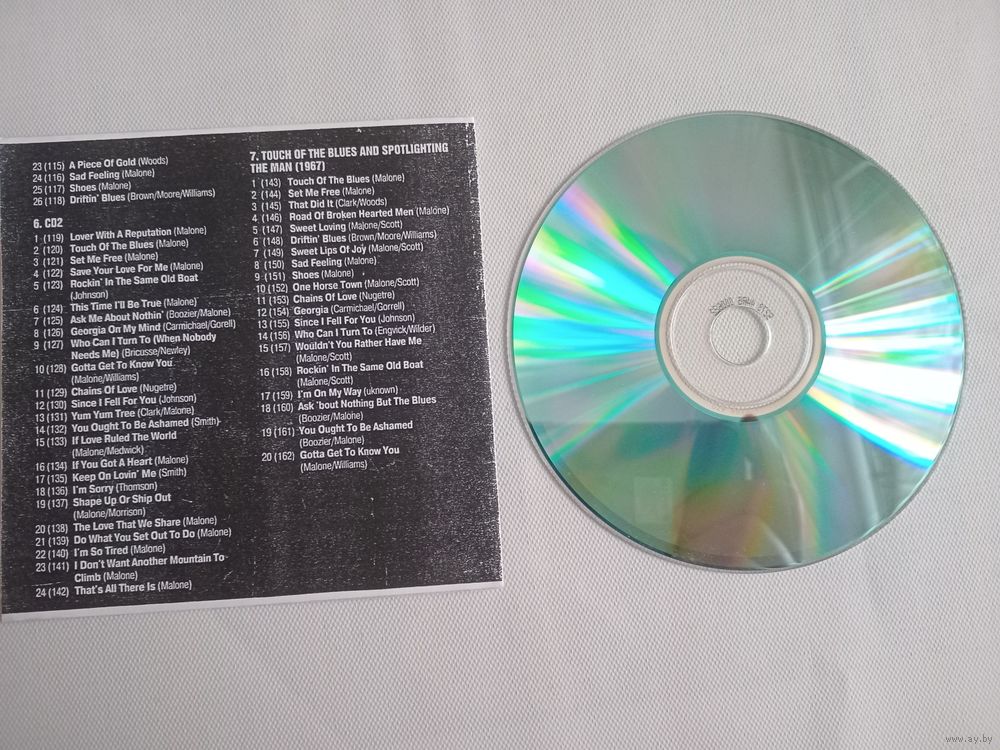 23 (115) A Piece Of Gold (Woods)
24 (116) Sad Feeling (Malone)
25 (117) Shoes (Malone)
26 (118) Driftin' Blues (Brown/Moore/Williams)
6. CD2
1 (119) Lover With A Reputation (Malone)
2 (120) Touch Of The Blues (Malone)
3 (121) Set Me Free (Malone)
4 (122) Save Your Love For Me (Malone)
5 (123) Rockin' In The Same Old Boat
(Johnson)
6 (124) This Time I'll Be True (Malone)
7 (125) Ask Me About Nothin' (Boozier/Malone)
8 (126) Georgia On My Mind (Carmichael/Gorell)
9 (127) Who Can I Turn To (When Nobody
Needs Me) (Bricusse/Newley)
10 (128) Gotta Get To Know You
(Malone/Williams)
11 (129) Chains Of Love (Nugetre)
12 (130) Since I Fell For You (Johnson)
13 (131) Yum Yum Tree (Clark/Malone)
14 (132) You Ought To Be Ashamed (Smith)
15 (133) If Love Ruled The World
(Malone/Medwick)
16 (134) If You Got A Heart (Malone)
17 (135) Keep On Lovin' Me (Smith)
18 (136) I'm Sorry (Thomson)
19 (137) Shape Up Or Ship Out
(Malone/Morrison)
20 (138) The Love That We Share (Malone)
21 (139) Do What You Set Out To Do (Malone)
22 (140) I'm So Tired (Malone)
23 (141) I Don't Want Another Mountain To
Climb (Malone)
24 (142) That's All There Is (Malone)
7. TOUCH OF THE BLUES AND SPOTLIGHTING
THE MAN (1967)
1 (143) Touch Of The Blues (Malone)
2 (144) Set Me Free (Malone)
3 (145) That Did It (Clark/Woods)
4 (146) Road Of Broken Hearted Men (Malone)
5 (147) Sweet Loving (Malone/Scott)
6 (148) Driftin' Blues (Brown/Moore/Williams)
7 (149) Sweet Lips Of Joy (Malone/Scott)
8 (150) Sad Feeling (Malone)
9 (151) Shoes (Malone)
10 (152) One Horse Town (Malone/Scott)
11 (153) Chains Of Love (Nugetre)
12 (154) Georgia (Carmichael/Gorrell)
13 (155) Since I Fell For You (Johnson)
14 (156) Who Can I Turn To (Engvick/Wilder)
15 (157) Wouldn't You Rather Have Me
(Malone/Scott)
16 (158) Rockin' In The Same Old Boat
(Malone/Scott)
17 (159) I'm On My Way (uknown)
18 (160) Ask 'bout Nothing But The Blues
(Boozier/Malone)
19 (161) You Ought To Be Ashamed
(Boozier/Malone)
20 (162) Gotta Get To Know You
(Malone/Williams)
www.ay.by